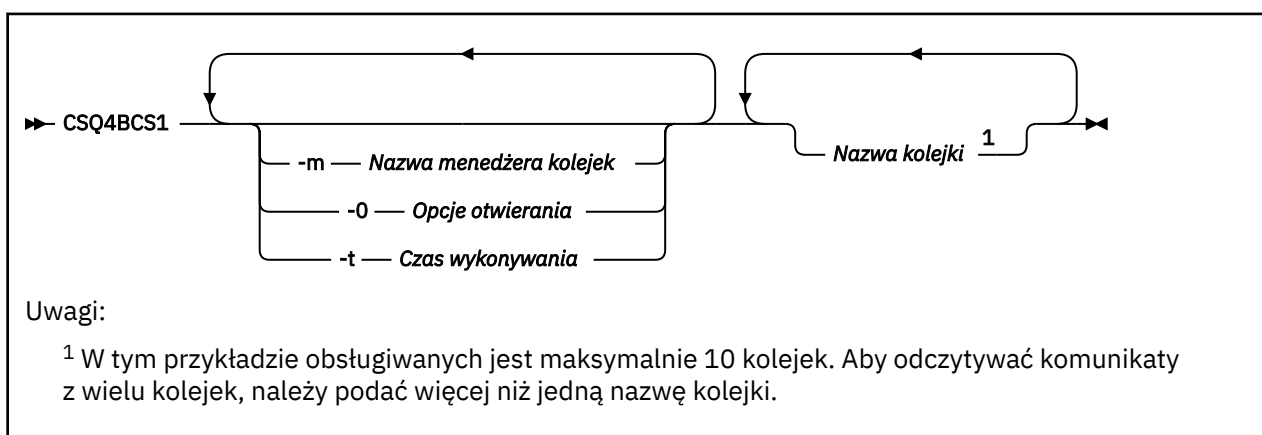 CSQ4BCS1
-m Nazwa menedżera kolejek
-0 Opcje otwierania
-t Czas wykonywania
Nazwa kolejki 1
Uwagi:
1 W tym przykładzie obsługiwanych jest maksymalnie 10 kolejek. Aby odczytywać komunikaty
z wielu kolejek, należy podać więcej niż jedną nazwę kolejki.